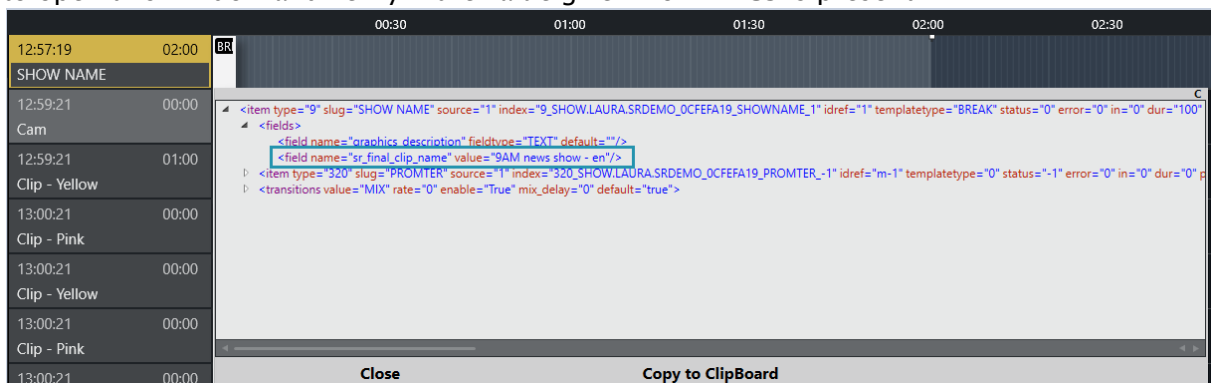 00:30 01:00 01:30 02:00 02:30
12:57:19 02:00
SHOW NAME
12:59:21 00:00
Cam
12:59:21 01:00
Clip - Yellow
13:00:21 00:00
Clip - Pink
13:00:21 00:00
Clip - Yellow
13:00:21 00:00
Clip - Pink
13:00:21 00:00
C
<item type="9" slug="SHOW NAME" source="1" index="9_SHOW.LAURA.SRDEMO_0CFEFA19_SHOWNAME_1" idref="1" templatetype="BREAK" status="0" error="0" in="0" dur="100"
<fields>
<field name="graphics_description" fieldtype="TEXT" default=""/>
<field name="sr_final_clip_name" value="9AM news show - en"/>
<item type="320" slug="PROMTER" source="1" index="320_SHOW.LAURA.SRDEMO_0CFEFA19_PROMTER_-1" idref="m-1" templatetype="0" status="-1" error="0" in="0" dur="0" p
<transitions value="MIX" rate="0" enable="True" mix_delay="0" default="true">
Close Copy to ClipBoard